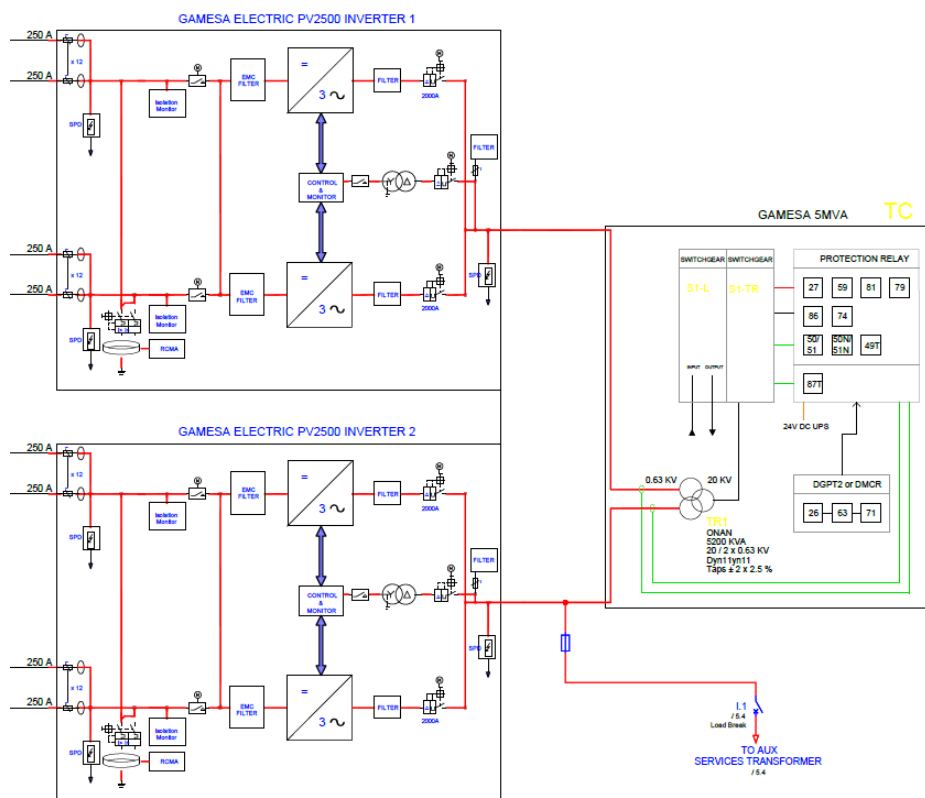 GAMESA ELECTRIC PV2500 INVERTER 1
250 A
250 A
x 12
SPD
Isolation
Monitor
EMC
FILTER
=
3 ~
FILTER
2000A
FILTER
CONTROL
&
MONITOR
250 A
250 A
x 12
SPD
Isolation
Monitor
RCMA
EMC
FILTER
=
3 ~
FILTER
2000A
SPD
GAMESA ELECTRIC PV2500 INVERTER 2
250 A
250 A
x 12
SPD
Isolation
Monitor
EMC
FILTER
=
3 ~
FILTER
2000A
FILTER
CONTROL
&
MONITOR
250 A
250 A
x 12
SPD
Isolation
Monitor
RCMA
EMC
FILTER
=
3 ~
FILTER
2000A
SPD
GAMESA 5MVA
TC
SWITCHGEAR
SWITCHGEAR
S1-L
S1-TR
INPUT
OUTPUT
PROTECTION RELAY
27 59 81 79
86 74
50/
51
50N/
51N
49T
87T
24V DC UPS
DGPT2 or DMCR
26 63 71
0.63 KV
20 KV
TR1
ONAN
5200 KVA
20 / 2 x 0.63 KV
Dyn11yn11
Taps ± 2 x 2.5 %
I.1
/ 5.4
Load Break
TO AUX
SERVICES TRANSFORMER
/ 5.4